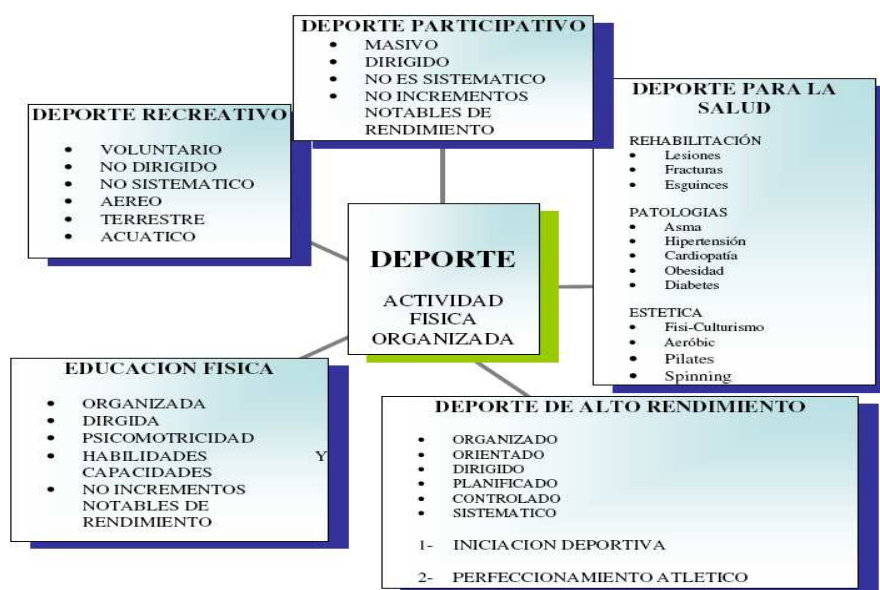 DEPORTE PARTICIPATIVO
• MASIVO
• DIRIGIDO
• NO ES SISTEMATICO
• NO INCREMENTOS
NOTABLES DE
RENDIMIENTO
DEPORTE RECREATIVO
• VOLUNTARIO
• NO DIRIGIDO
• NO SISTEMATICO
• AEREO
• TERRESTRE
• ACUATICO
DEPORTE PARA LA
SALUD
REHABILITACIÓN
• Lesiones
• Fracturas
• Esguinces
PATOLOGIAS
• Asma
• Hipertensión
• Cardiopatía
• Obesidad
• Diabetes
ESTETICA
• Fisi-Culturismo
• Aeróbic
• Pilates
• Spinning
DEPORTE
ACTIVIDAD
FISICA
ORGANIZADA
EDUCACION FISICA
• ORGANIZADA
• DIRGIDA
• PSICOMOTRICIDAD
• HABILIDADES Y
CAPACIDADES
• NO INCREMENTOS
NOTABLES DE
RENDIMIENTO
DEPORTE DE ALTO RENDIMIENTO
• ORGANIZADO
• ORIENTADO
• DIRIGIDO
• PLANIFICADO
• CONTROLADO
• SISTEMATICO
1- INICIACION DEPORTIVA
2- PERFECCIONAMIENTO ATLETICO